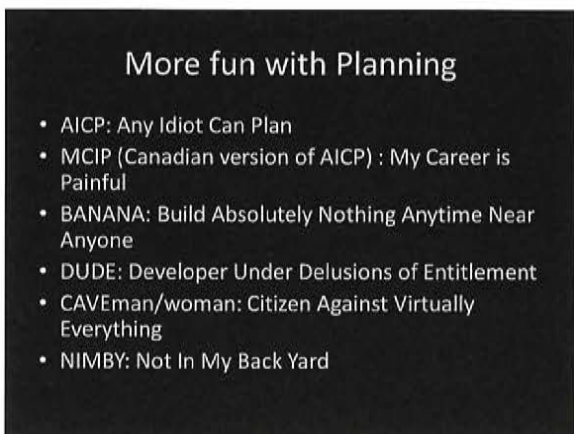 More fun with Planning
• AICP: Any Idiot Can Plan
• MCIP (Canadian version of AICP) : My Career is
Painful
• BANANA: Build Absolutely Nothing Anytime Near
Anyone
• DUDE: Developer Under Delusions of Entitlement
• CAVEman/woman: Citizen Against Virtually
Everything
• NIMBY: Not In My Back Yard